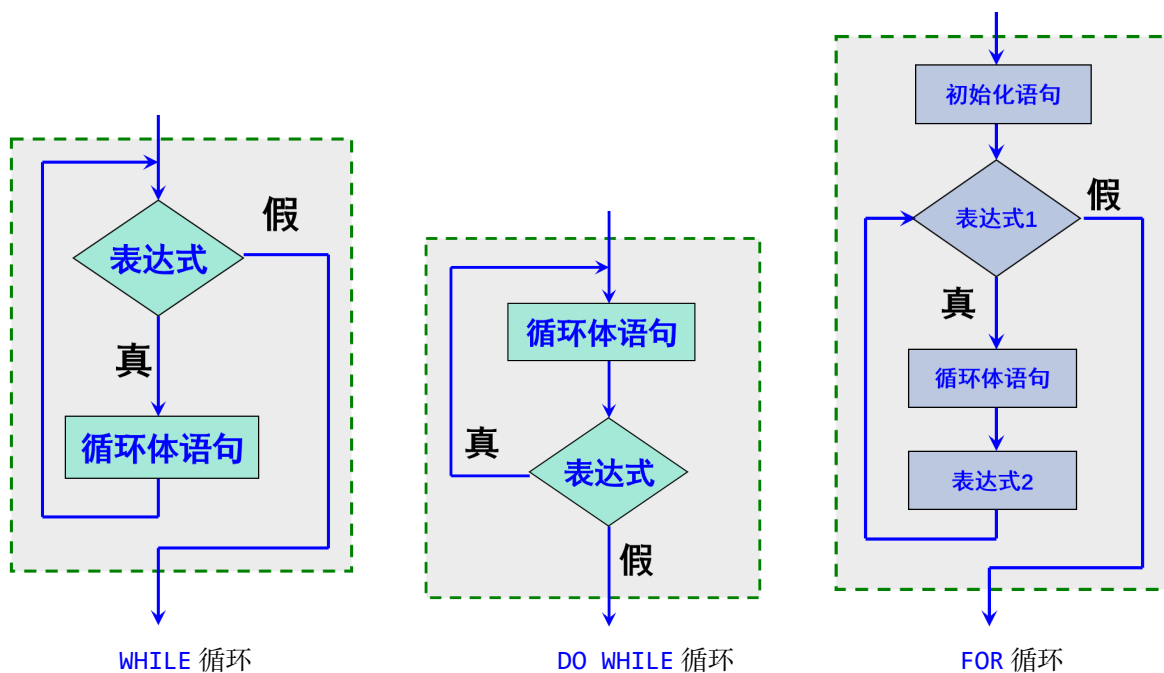 假
表达式
真
循环体语句
WHILE 循环
循环体语句
真
表达式
假
DO WHILE 循环
初始化语句
假
表达式1
真
循环体语句
表达式2
FOR 循环